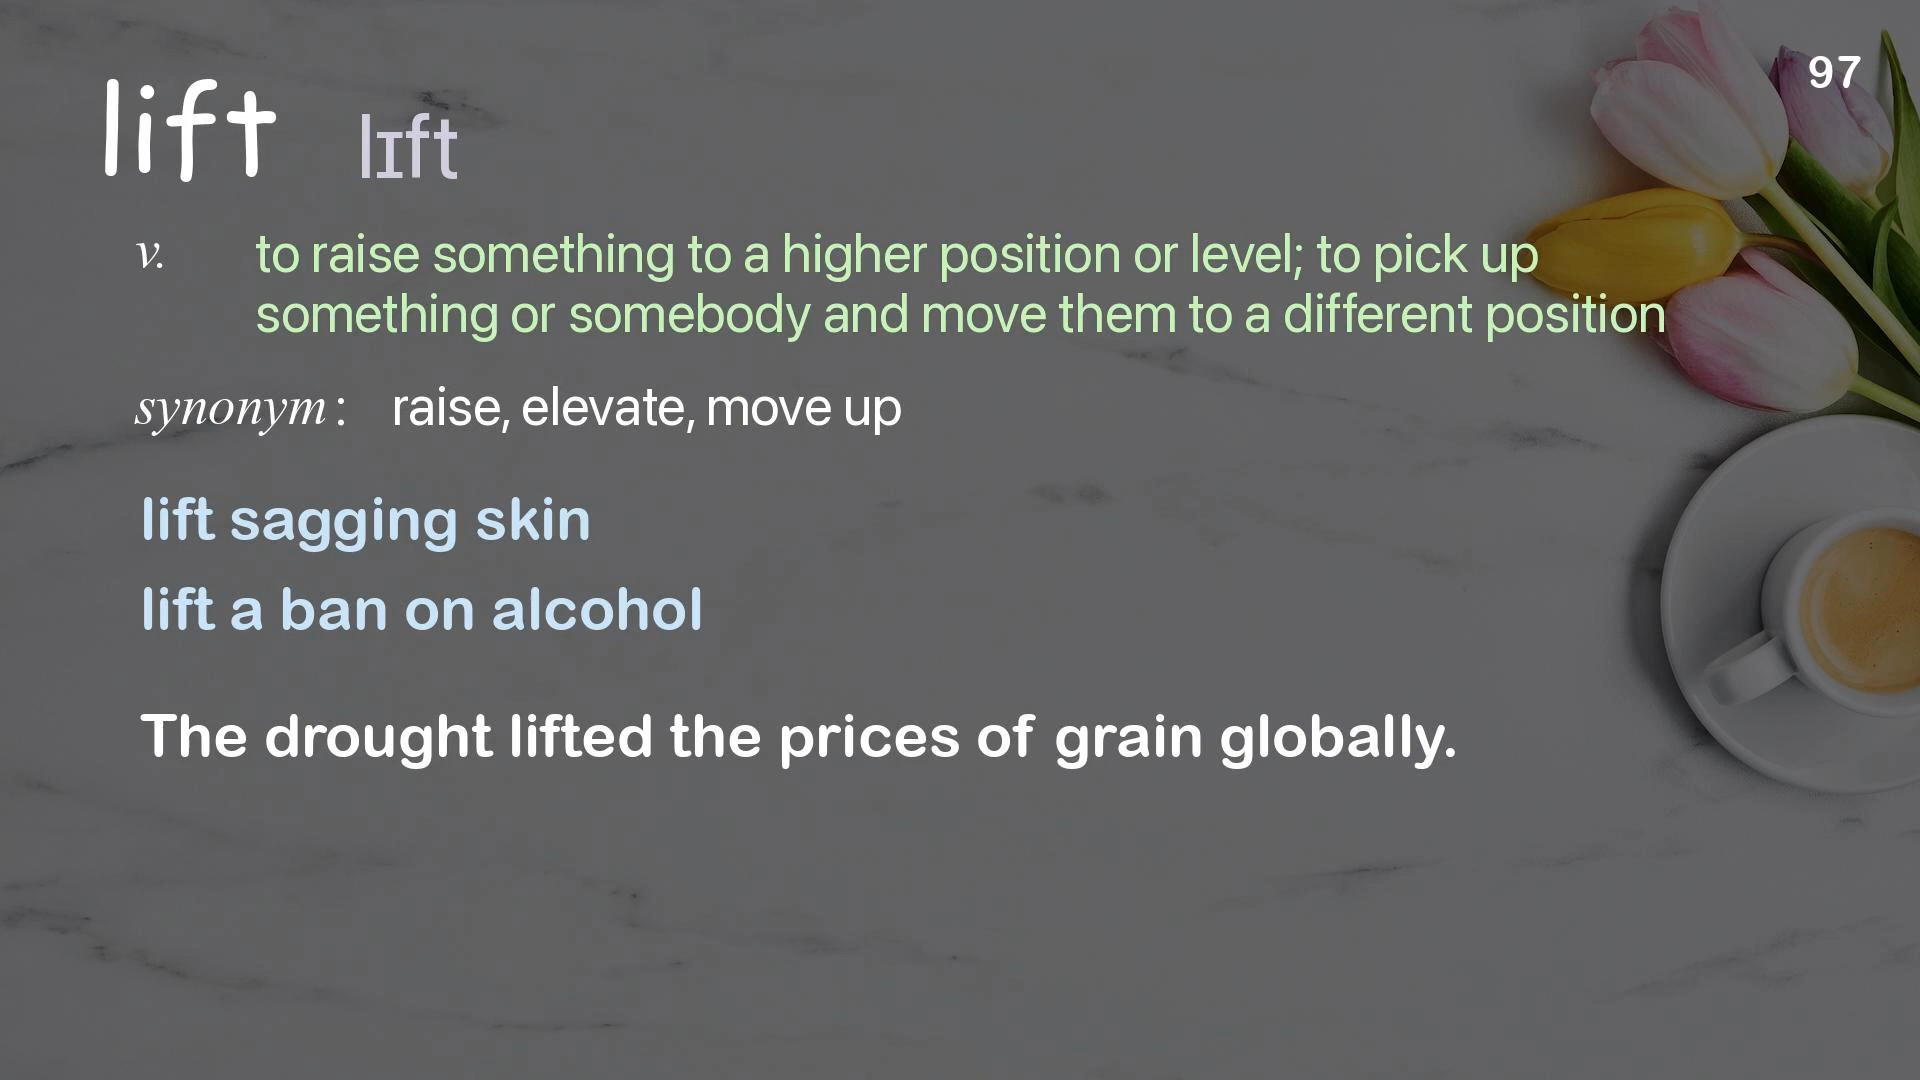 97
lift lɪft
v. to raise something to a higher position or level; to pick up
something or somebody and move them to a different position
synonym : raise, elevate, move up
lift sagging skin
lift a ban on alcohol
The drought lifted the prices of grain globally.